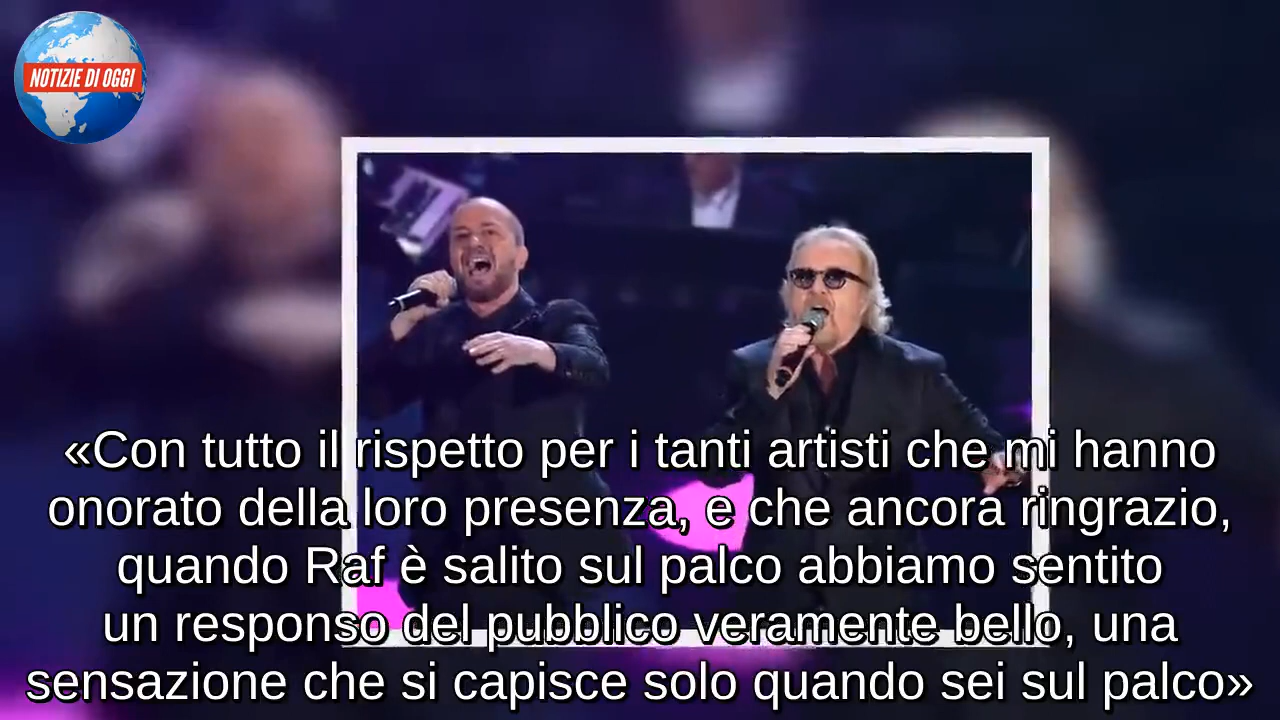 NOTIZIE DI OGGI
«Con tutto il rispetto per i tanti artisti che mi hanno
onorato della loro presenza, e che ancora ringrazio,
quando Raf è salito sul palco abbiamo sentito
un responso del pubblico veramente bello, una
sensazione che si capisce solo quando sei sul palco»